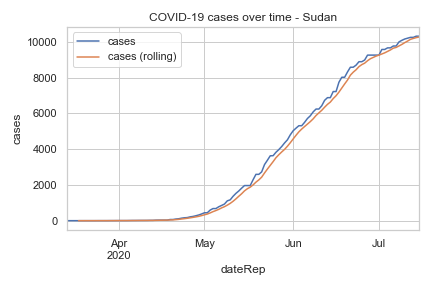 COVID-19 cases over time - Sudan
cases
cases (rolling)
10000
8000
6000
4000
2000
0
cases
Apr
2020
May
Jun
Jul
dateRep